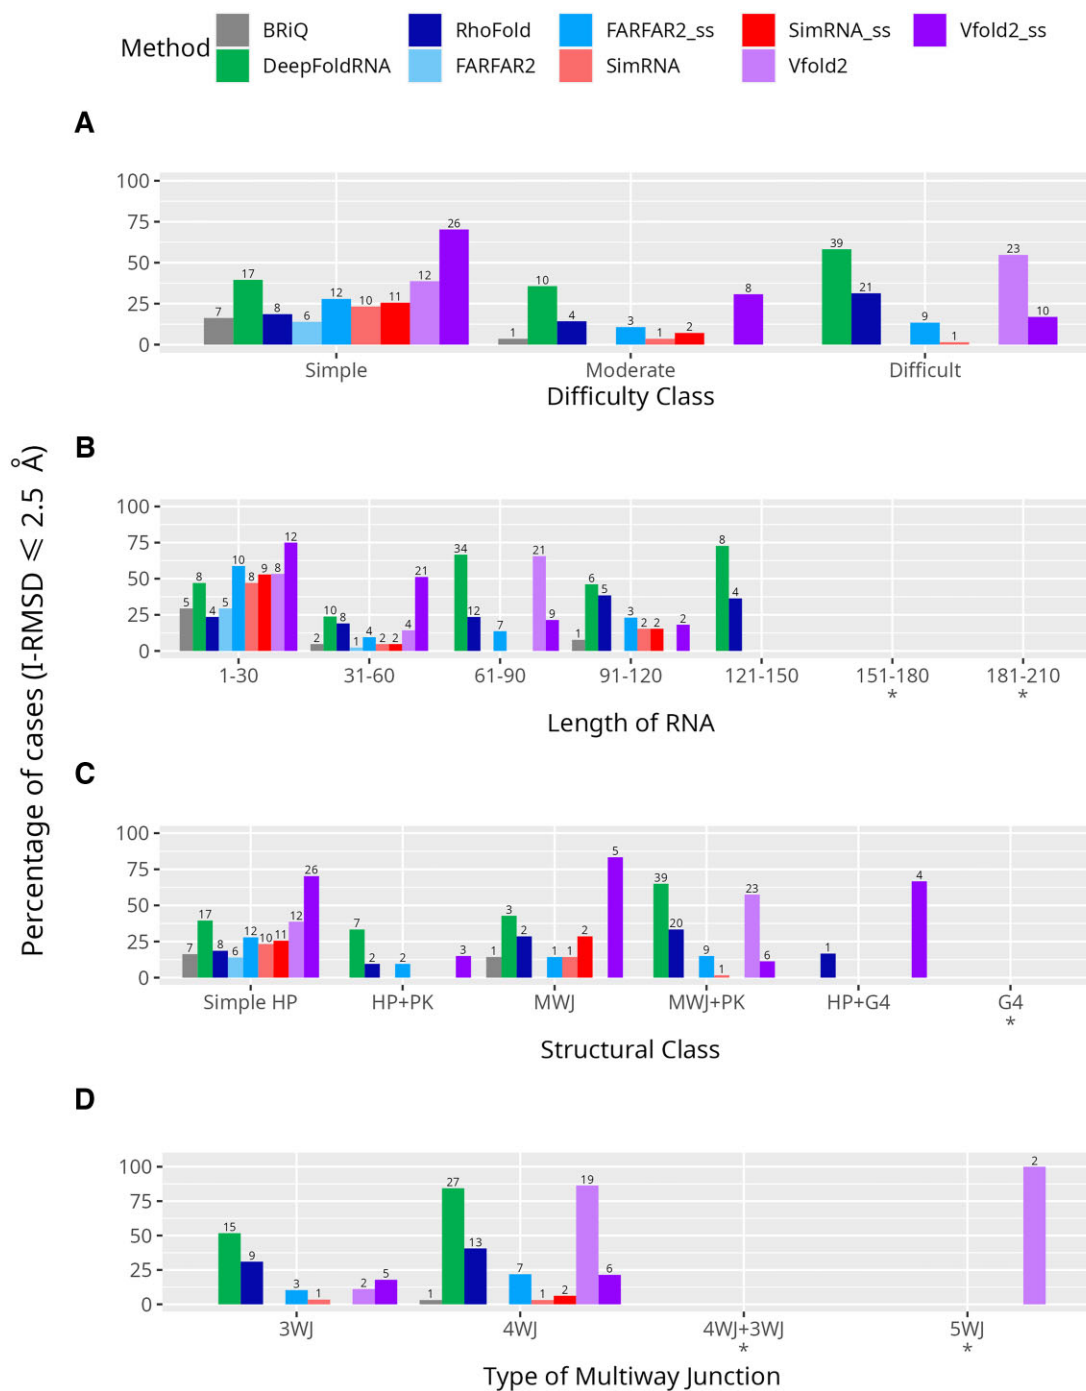 Method BRiQ RhoFold FARFAR2_ss SimRNA_ss Vfold2_ss
DeepFoldRNA FARFAR2 SimRNA Vfold2
Percentage of cases (I-RMSD ⩽ 2.5 Å)
A
100
75
50
25
0
7 17 8 6 12 10 11 12 26
1 10 4 3 1 2 8
39 21 9 1 23 10
Simple Moderate Difficult
Difficulty Class
B
100
75
50
25
0
5 8 4 5 10 8 9 8 12
2 10 8 1 4 2 2 4 21
34 12 7 21 9
1 6 5 3 2 2 2
8 4
1-30 31-60 61-90 91-120 121-150 151-180 181-210
* *
Length of RNA
C
100
75
50
25
0
7 17 8 6 12 10 11 12 26
7 2 2 3
1 3 2 1 1 2 5
39 20 9 1 23 6
1 4
Simple HP HP+PK MWJ MWJ+PK HP+G4 G4
*
Structural Class
D
100
75
50
25
0
15 9 3 1 2 5
1 27 13 7 1 2 19 6
2
3WJ 4WJ 4WJ+3WJ 5WJ
* *
Type of Multiway Junction